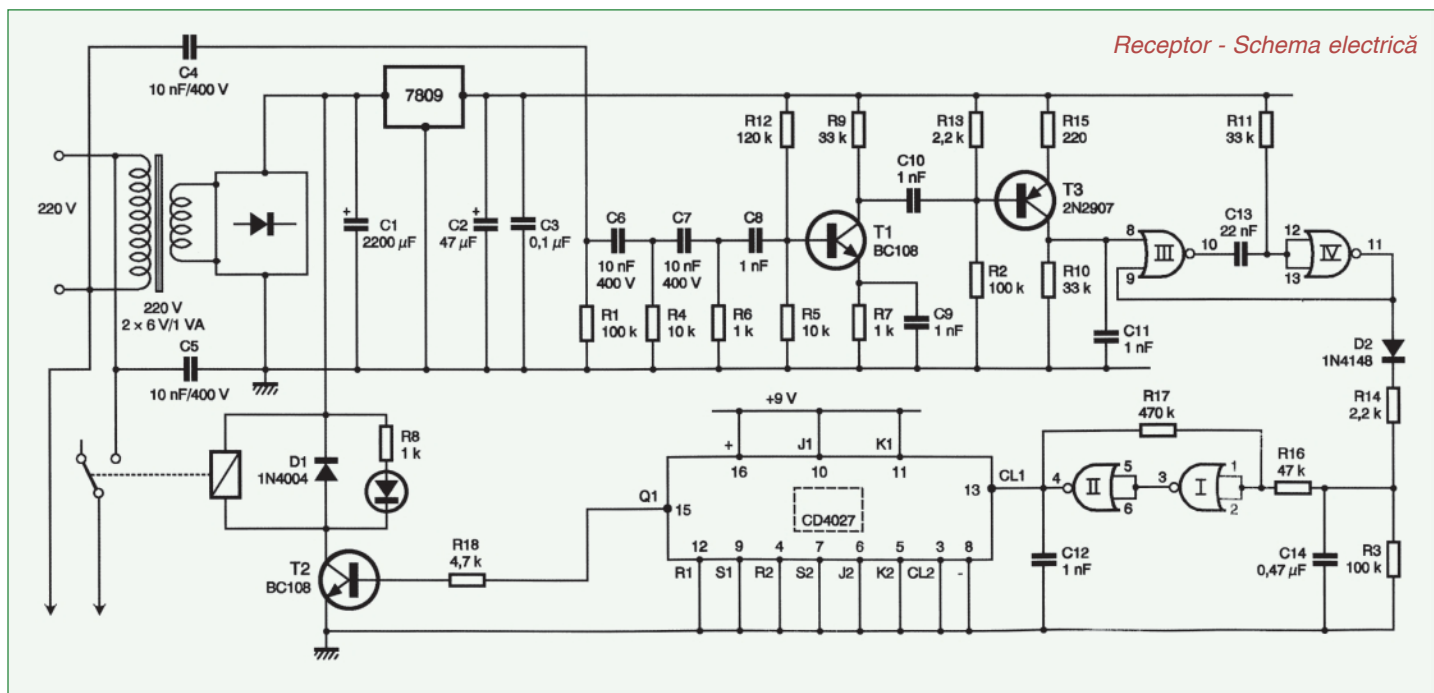 Receptor - Schema electrică
C4
10 nF/400 V
7809
220 V
220 V
2 × 6 V/1 VA
C5
10 nF/400 V
+
C1
2200 µF
+
C2
47 µF
C3
0,1 µF
C6
10 nF
400 V
C7
10 nF
400 V
C8
1 nF
R1
100 k
R4
10 k
R6
1 k
R12
120 k
R5
10 k
R9
33 k
T1
BC108
R7
1 k
C9
1 nF
C10
1 nF
R13
2,2 k
R2
100 k
R15
220
T3
2N2907
R10
33 k
C11
1 nF
8
9
III
10
C13
22 nF
R11
33 k
12
13
IV
11
D2
1N4148
R14
2,2 k
R17
470 k
R16
47 k
1
2
I
3
5
6
II
4
C12
1 nF
C14
0,47 µF
R3
100 k
+9 V
+
J1
K1
16
10
11
13
CL1
Q1
15
CD4027
12
9
4
7
6
5
3
8
R1
S1
R2
S2
J2
K2
CL2
-
D1
1N4004
R8
1 k
R18
4,7 k
T2
BC108